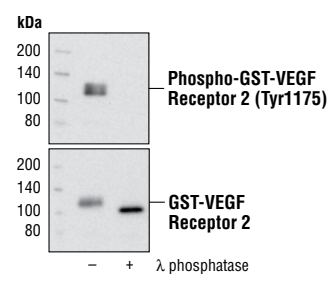 kDa
200
140
100
80
Phospho-GST-VEGF
Receptor 2 (Tyr1175)
200
140
100
80
GST-VEGF
Receptor 2
– + λ phosphatase